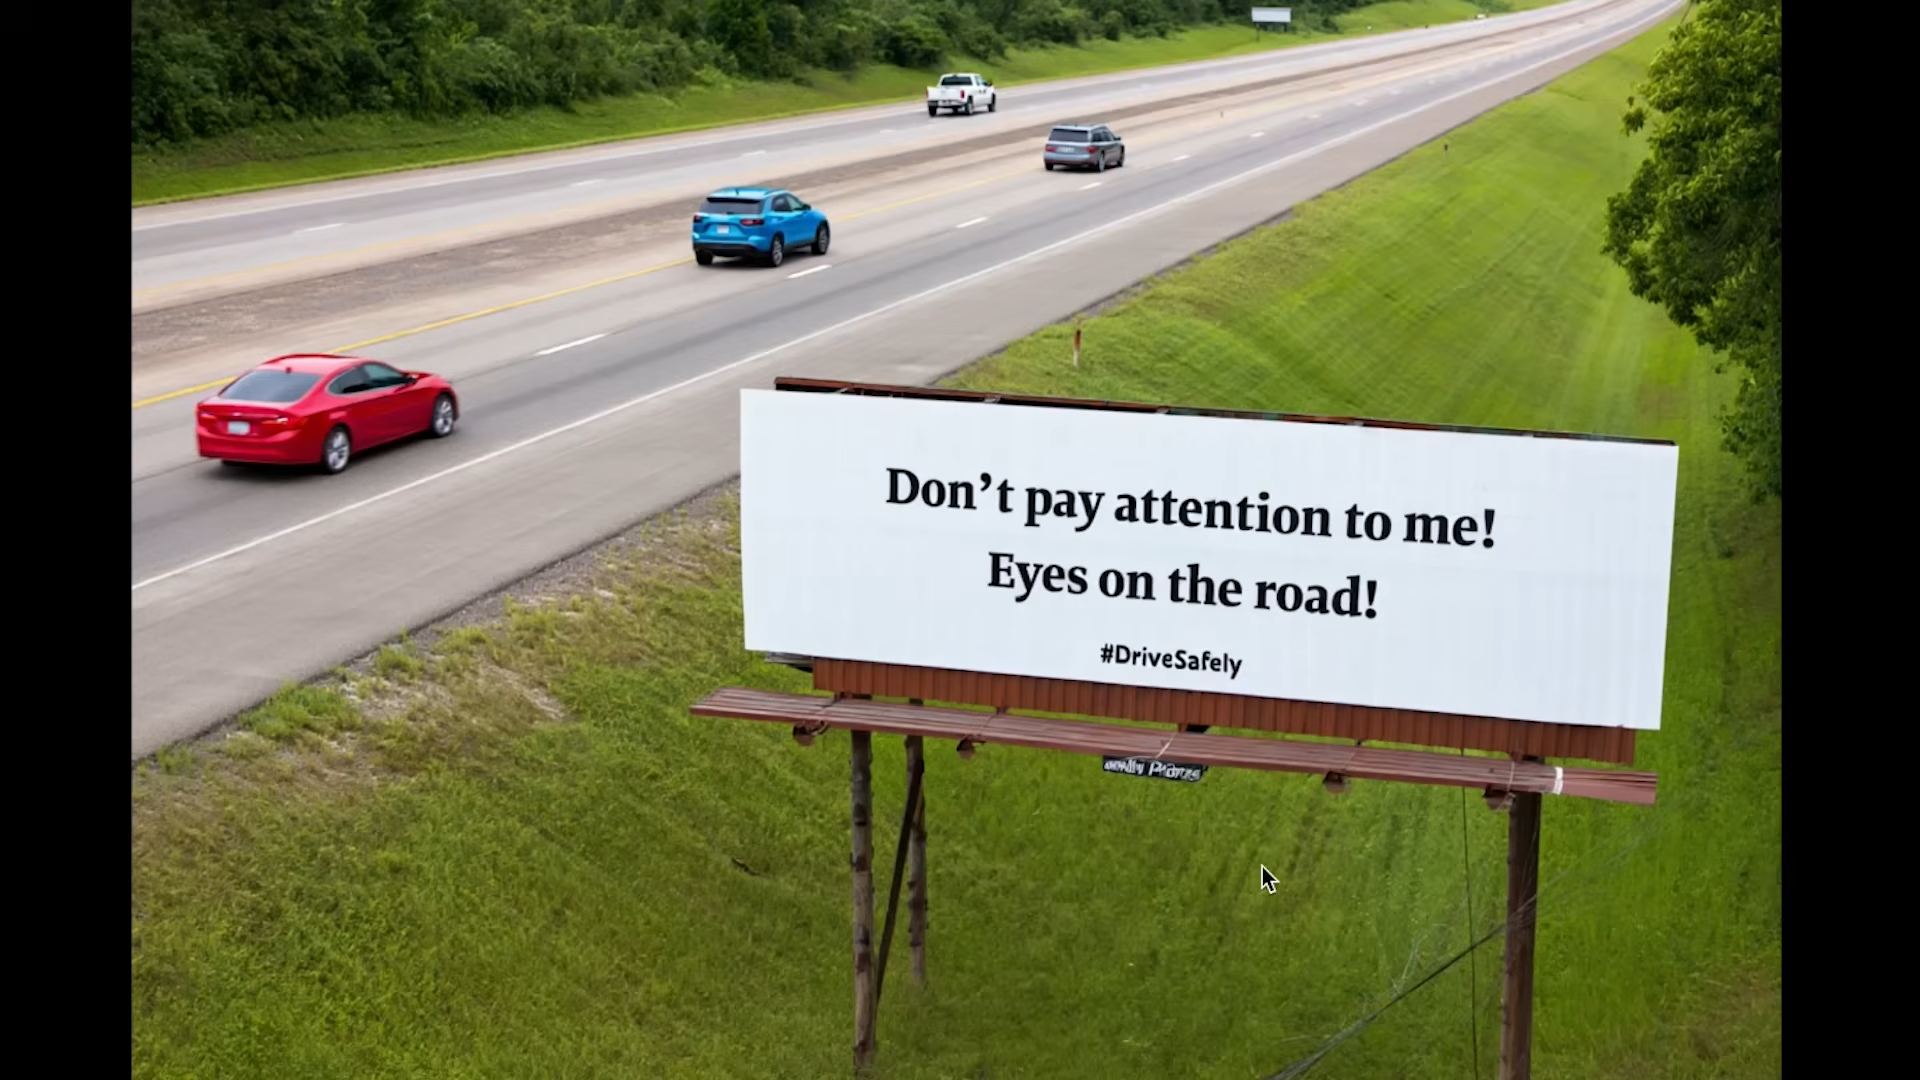 Don’t pay attention to me!
Eyes on the road!
#DriveSafely